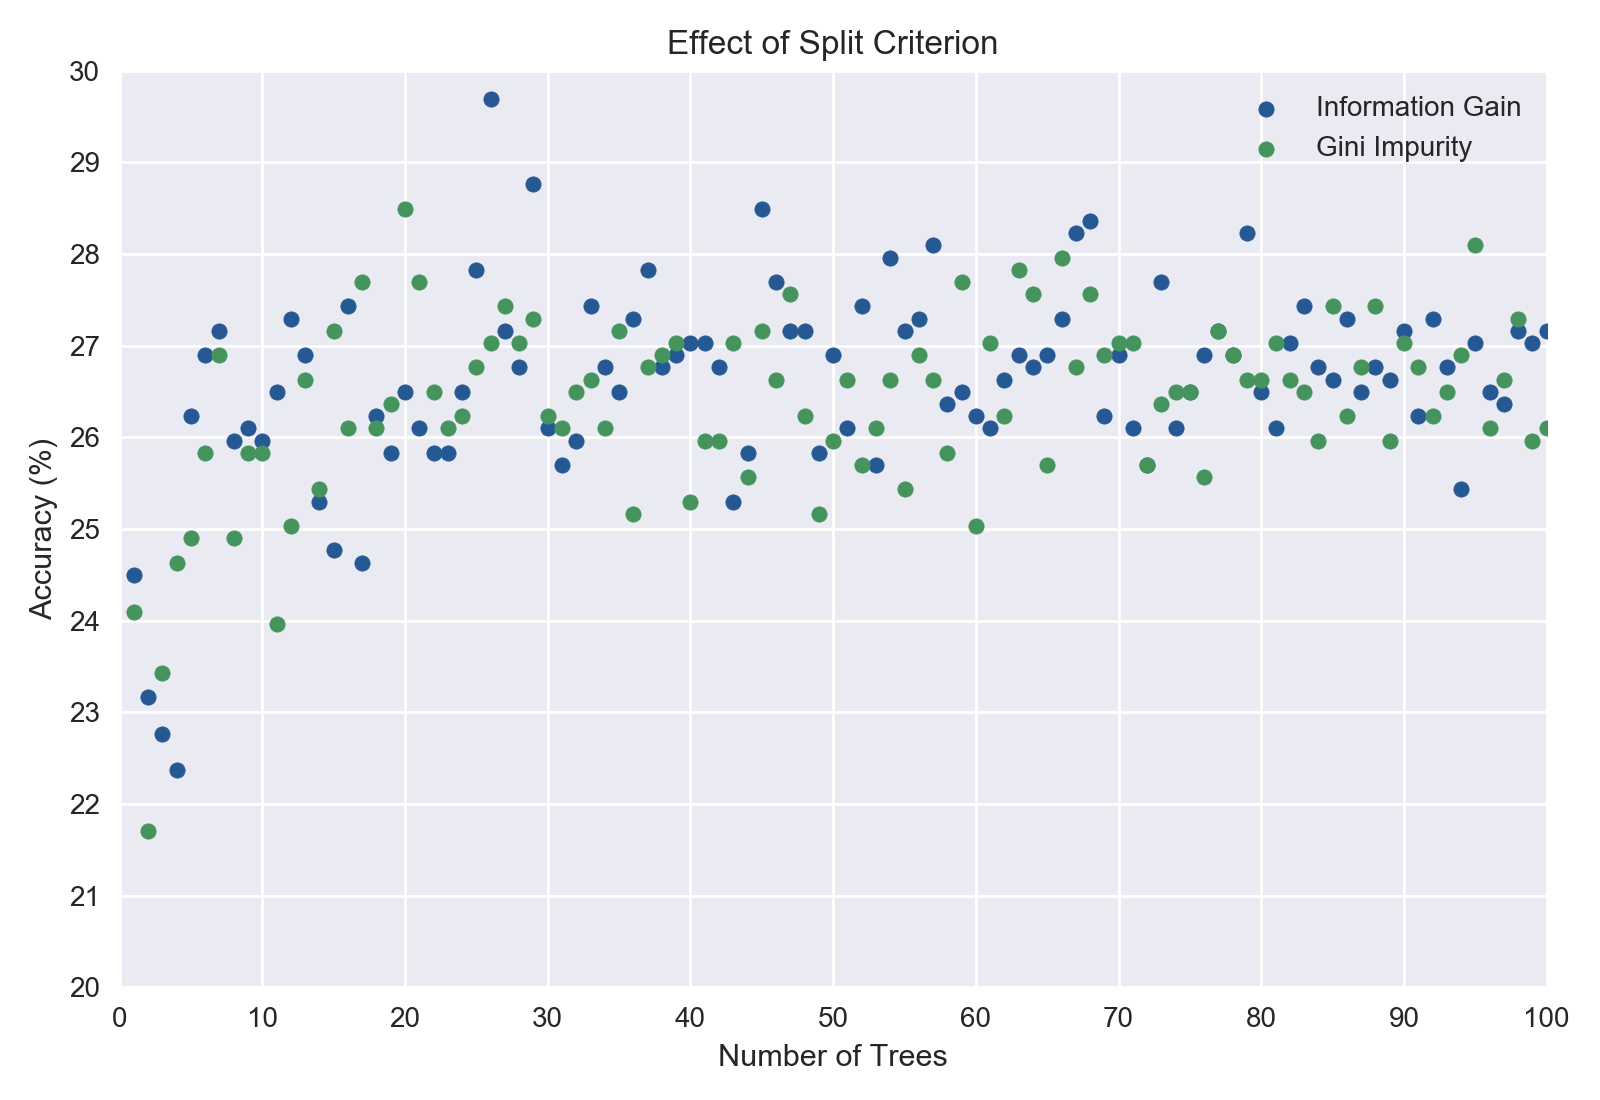 Effect of Split Criterion
Information Gain
Gini Impurity
Accuracy (%)
30
29
28
27
26
25
24
23
22
21
20
0 10 20 30 40 50 60 70 80 90 100
Number of Trees